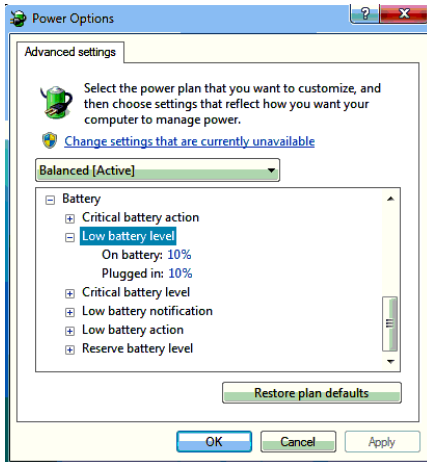 Power Options
?
X
Advanced settings
Select the power plan that you want to customize, and
then choose settings that reflect how you want your
computer to manage power.
Change settings that are currently unavailable
Balanced [Active]
Battery
Critical battery action
Low battery level
On battery: 10%
Plugged in: 10%
Critical battery level
Low battery notification
Low battery action
Reserve battery level
Restore plan defaults
OK
Cancel
Apply